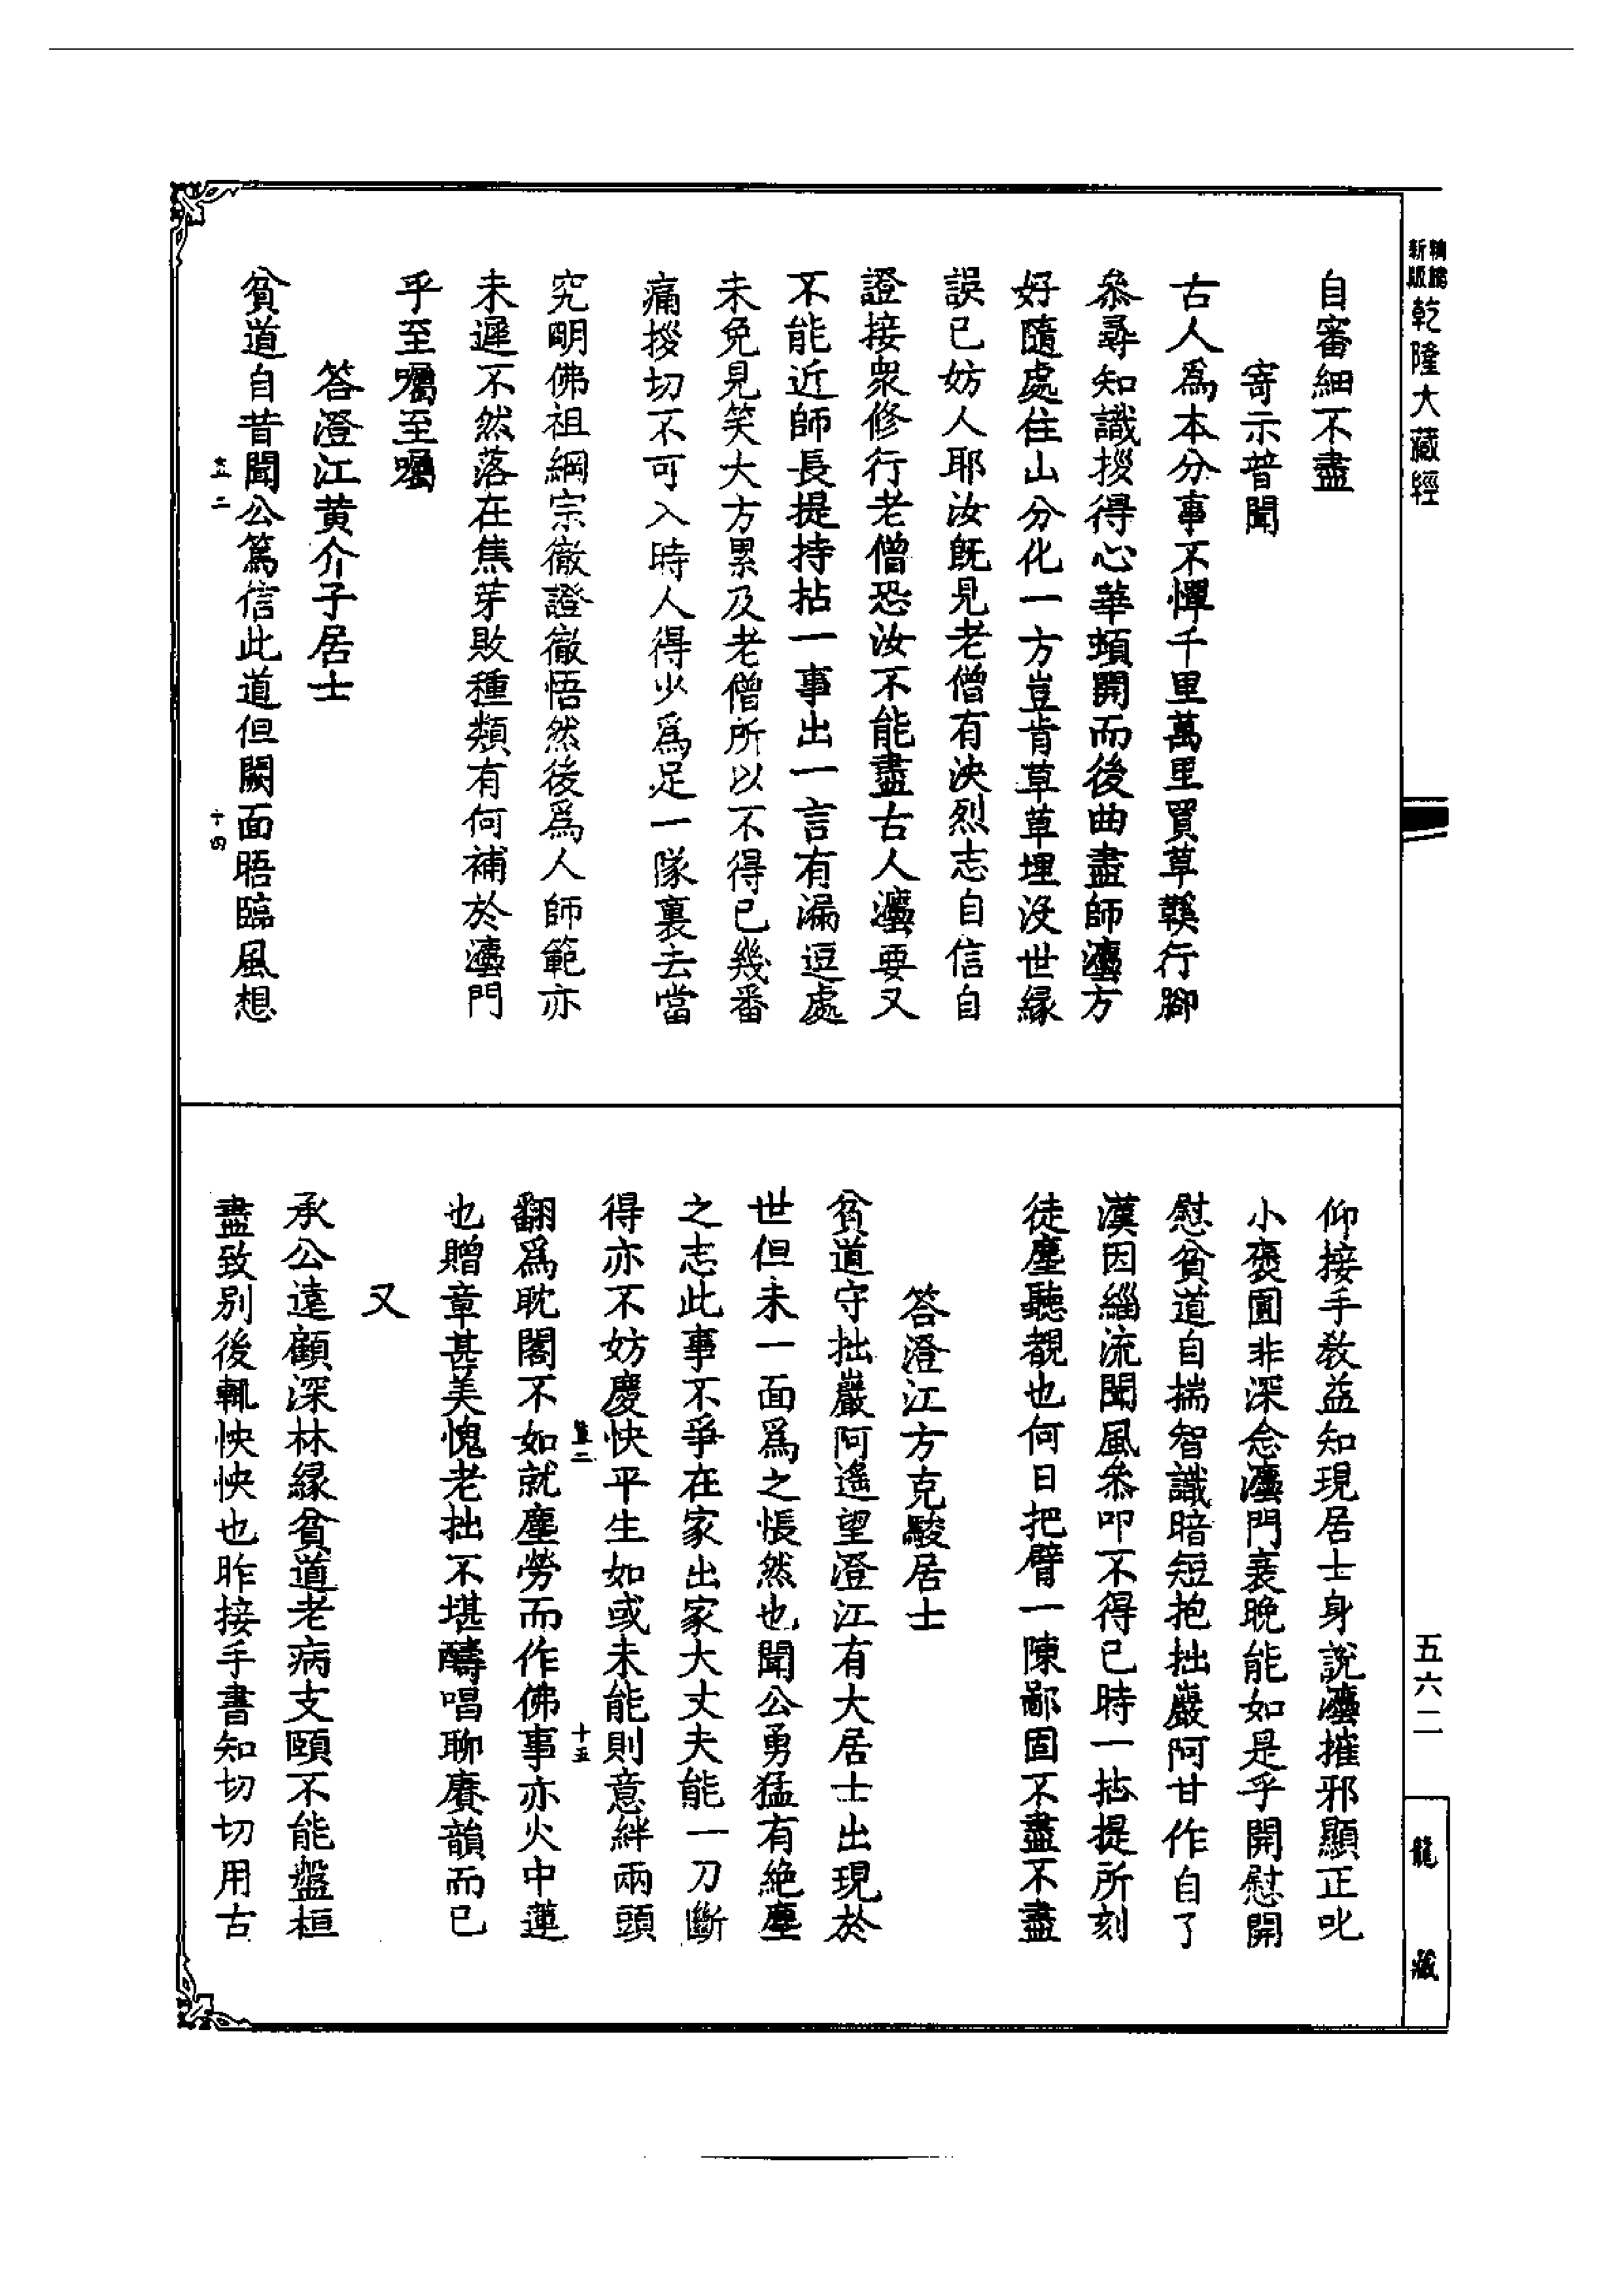 新版 精縮 乾隆大藏經
自審細不盡
寄示普聞
古人爲本分事不憚千里萬里買草鞵行腳
叅尋知識撥得心華頓開而後曲盡師灋方
好隨處住山分化一方豈肯草草埋沒世緣
誤已妨人耶汝旣見老僧有决烈志自信自
證接衆修行老僧恐汝不能盡古人灋要又
不能近師長提持拈一事出一言有漏逗處
未免見笑大方累及老僧所以不得已幾番
痛撥切不可入時人得少爲足一隊裏去當
究明佛祖綱宗徹證徹悟然後爲人師範亦
未遲不然落在焦芽敗種類有何補於灋門
乎至囑至囑
答澄江黄介子居士
貧道自昔聞公篤信此道但闕面晤臨風想
二
十四
仰接手教益知現居士身說灋摧邪顯正叱
小褒圓非深念灋門衰晚能如是乎開慰開
慰貧道自揣智識暗短抱拙巖阿甘作自了
漢因緇流聞風叅叩不得已時一拈提所刻
徒塵聽覩也何日把臂一陳鄙固不盡不盡
答澄江方克駿居士
貧道守拙巖阿遙望澄江有大居士出現於
世但未一面爲之悵然也聞公勇猛有絕塵
之志此事不爭在家出家大丈夫能一刀斷
得亦不妨慶快平生如或未能則意絆兩頭
二
十五
翻爲耽閣不如就塵勞而作佛事亦火中蓮
也贈章甚美愧老拙不堪醻唱聊賡韻而已
又
承公遠顧深林緣貧道老病支頤不能盤桓
盡致別後輒怏怏也昨接手書知切切用古
五六二
龍藏